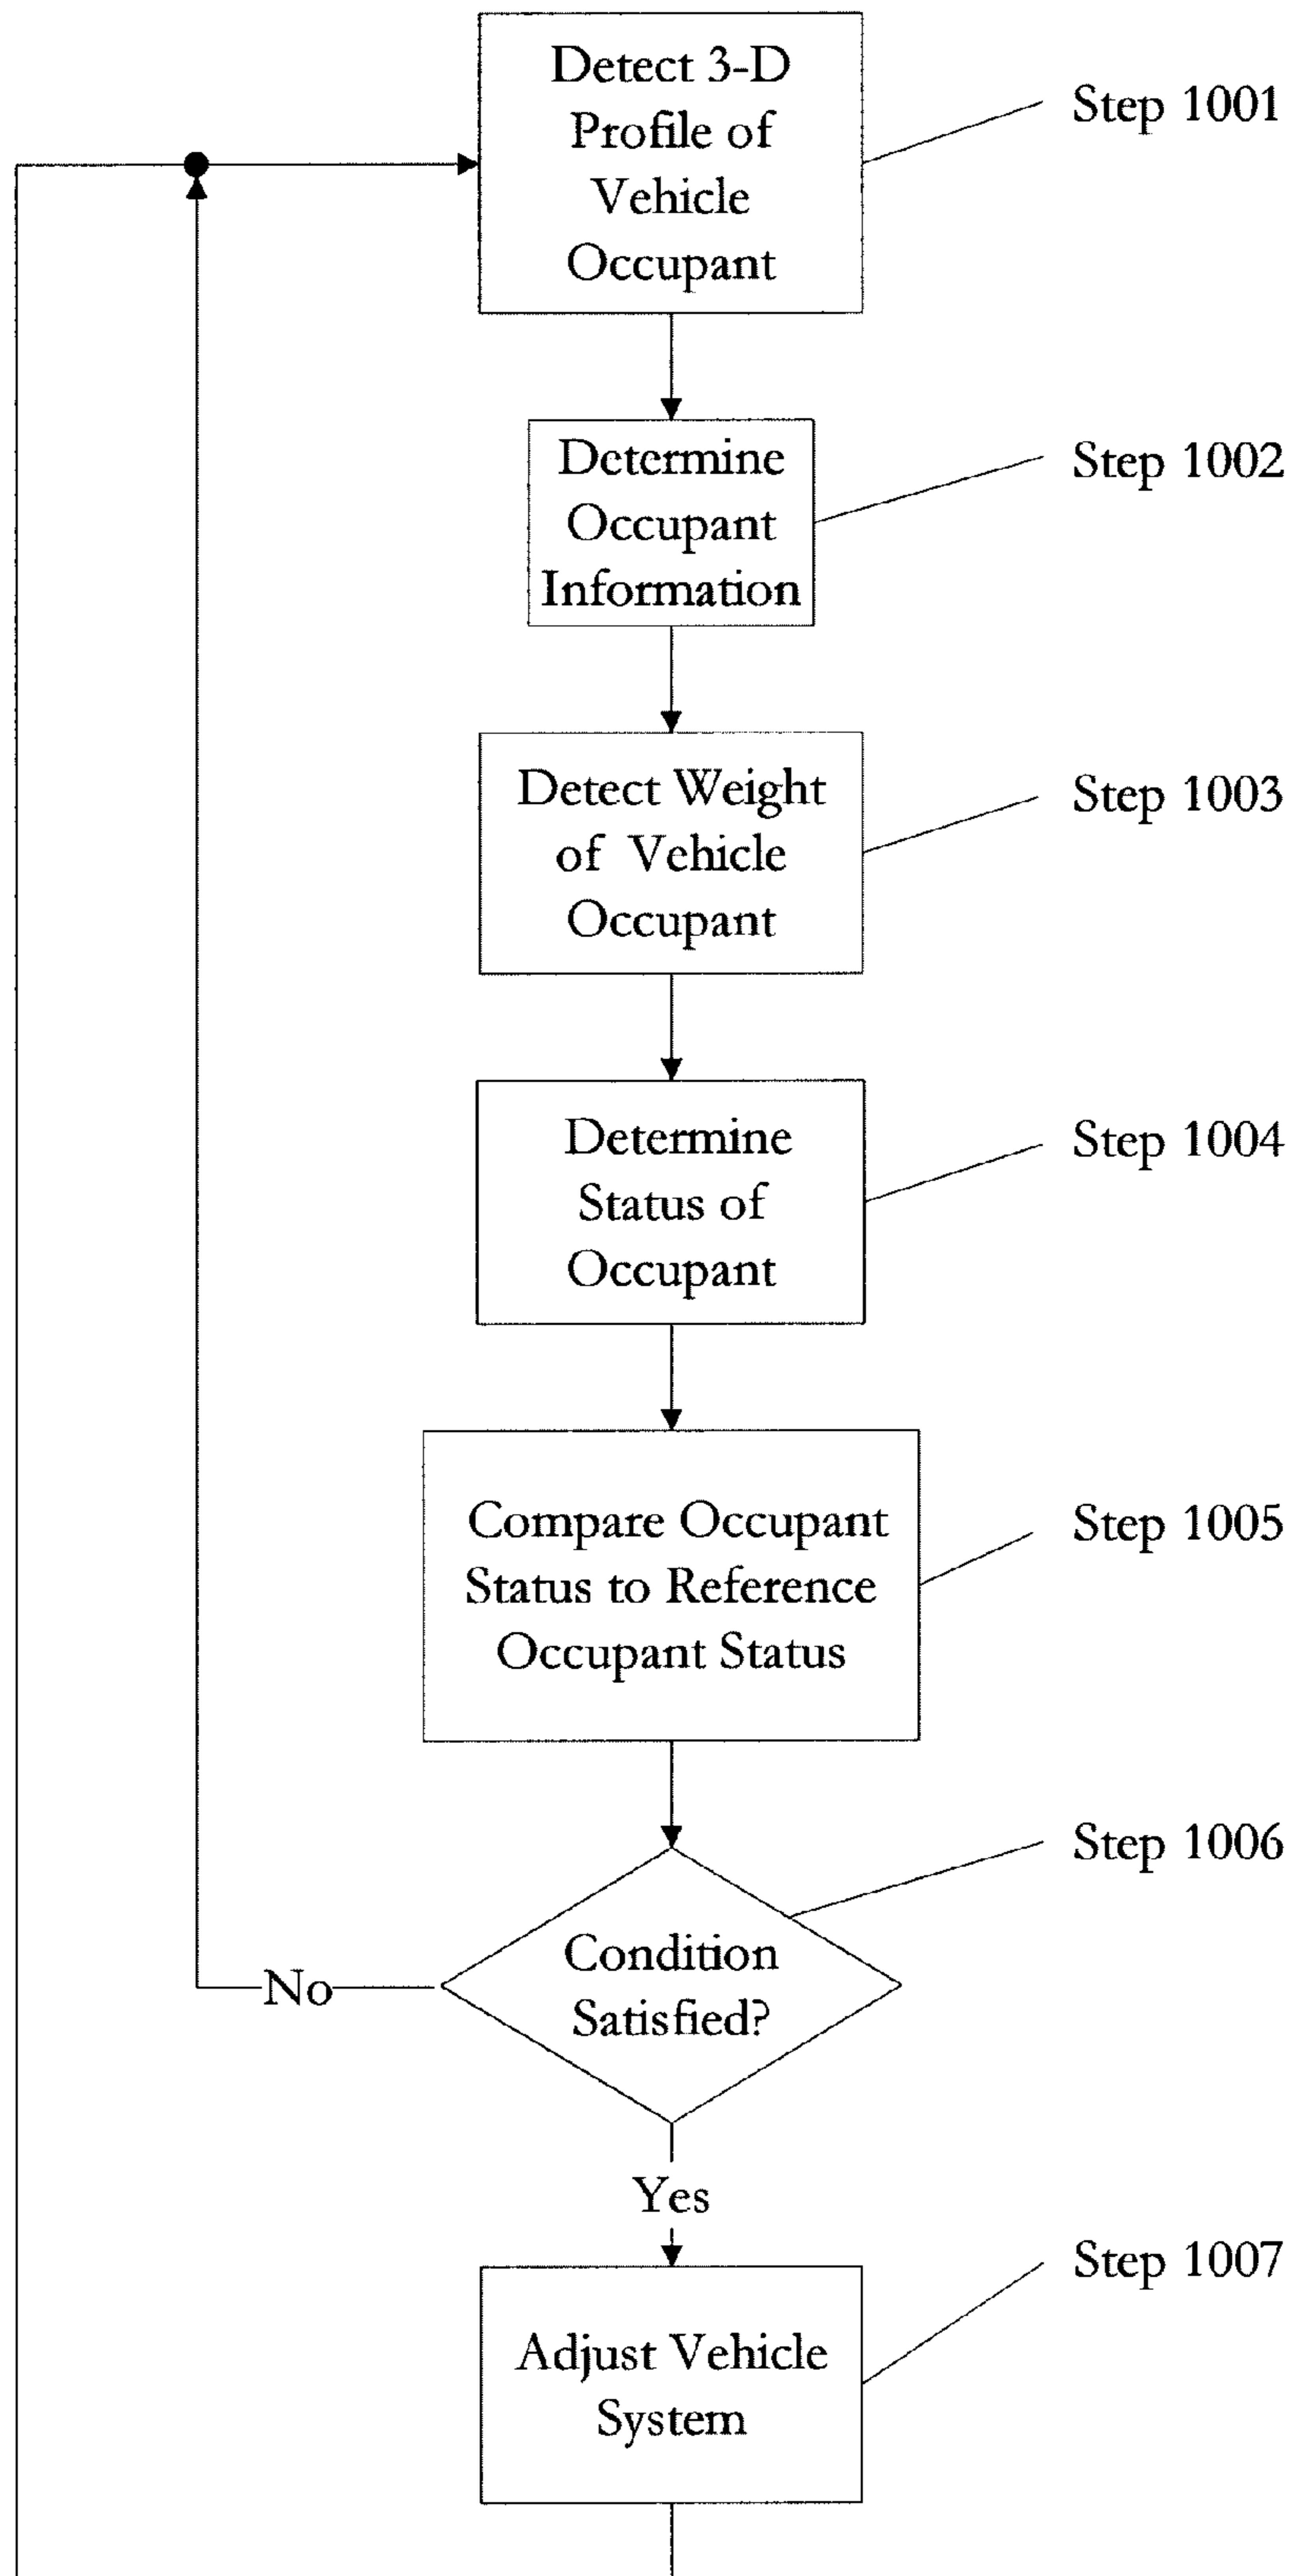 Detect 3-D
Profile of
Vehicle
Occupant
Step 1001
Determine
Occupant
Information
Step 1002
Detect Weight
of Vehicle
Occupant
Step 1003
Determine
Status of
Occupant
Step 1004
Compare Occupant
Status to Reference
Occupant Status
Step 1005
Condition
Satisfied?
Step 1006
No
Yes
Adjust Vehicle
System
Step 1007